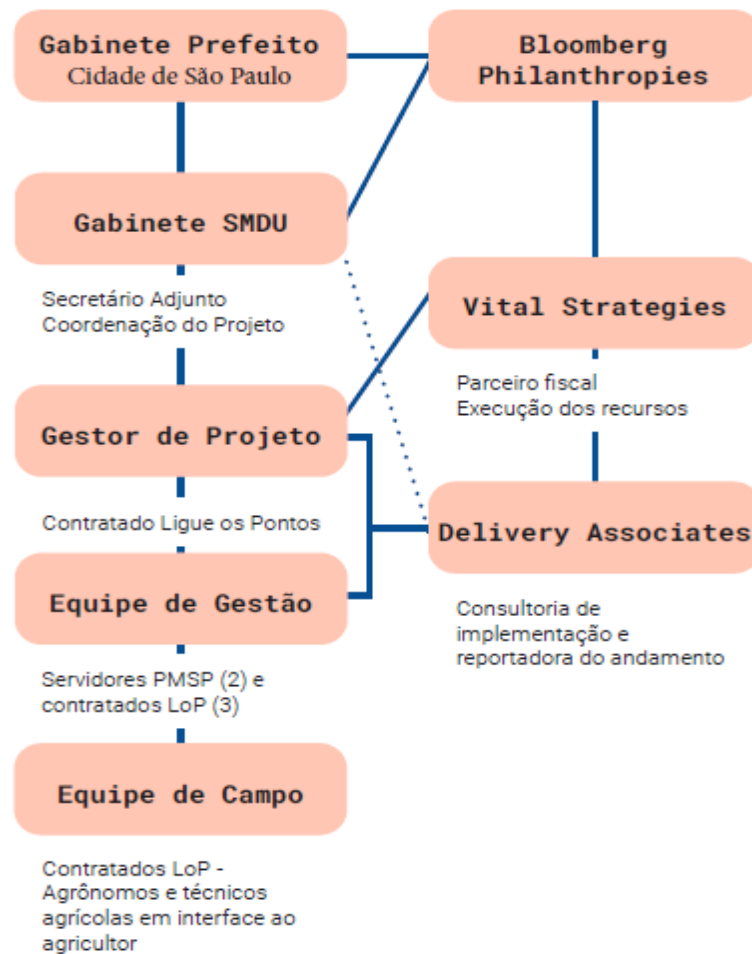 Gabinete Prefeito
Cidade de São Paulo
Bloomberg
Philanthropies
Gabinete SMDU
Secretário Adjunto
Coordenação do Projeto
Vital Strategies
Parceiro fiscal
Execução dos recursos
Gestor de Projeto
Contratado Ligue os Pontos
Delivery Associates
Consultoria de
implementação e
reportadora do andamento
Equipe de Gestão
Servidores PMSP (2) e
contratados LoP (3)
Equipe de Campo
Contratados LoP -
Agrônomos e técnicos
agrícolas em interface ao
agricultor